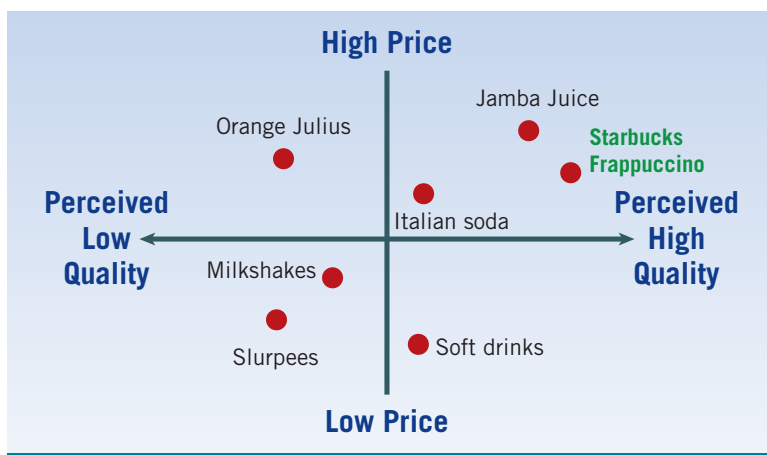 High Price
Jamba Juice
Orange Julius
Starbucks
Frappuccino
Perceived
Low
Quality
Italian soda
Perceived
High
Quality
Milkshakes
Slurpees
Soft drinks
Low Price